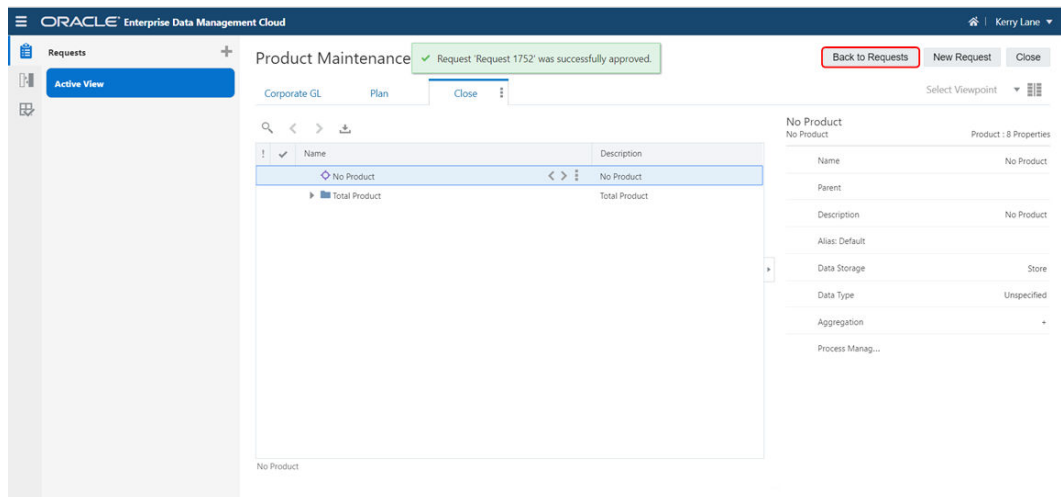 ORACLE® Enterprise Data Management Cloud
Kerry Lane
Requests
Active View
Product Maintenance
Request 'Request 1752' was successfully approved.
Back to Requests
New Request
Close
Corporate GL
Plan
Close
Select Viewpoint
! Name Description
No Product No Product
Total Product Total Product
No Product
No Product
No Product Product : 8 Properties
Name No Product
Parent
Description No Product
Alias: Default
Data Storage Store
Data Type Unspecified
Aggregation +
Process Manag...